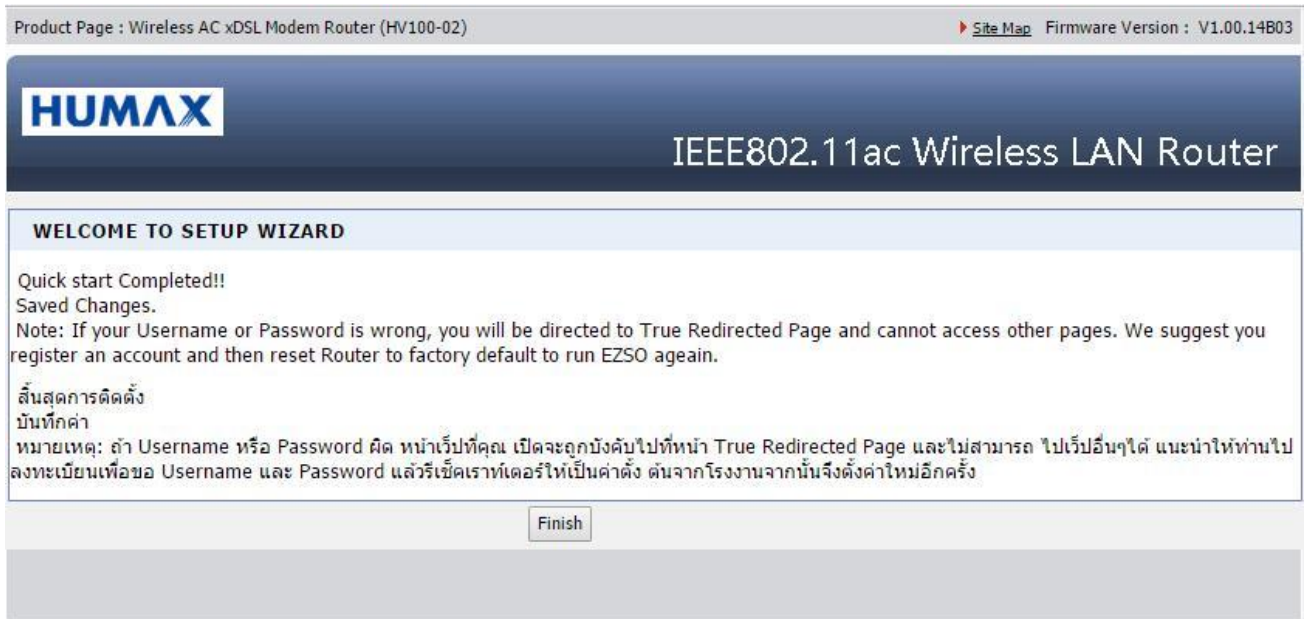 Product Page : Wireless AC xDSL Modem Router (HV100-02)
Site Map Firmware Version : V1.00.14B03
HUMAX
IEEE802.11ac Wireless LAN Router
WELCOME TO SETUP WIZARD
Quick start Completed!!
Saved Changes.
Note: If your Username or Password is wrong, you will be directed to True Redirected Page and cannot access other pages. We suggest you
register an account and then reset Router to factory default to run EZSO ageain.
สิ้นสุดการติดตั้ง
บันทึกค่า
หมายเหตุ: ถ้า Username หรือ Password ผิด หน้าเว็ปที่คุณ เปิดจะถูกบังคับไปที่หน้า True Redirected Page และไม่สามารถ ไปเว็ปอื่นๆได้ แนะนำให้ท่านไป
ลงทะเบียนเพื่อขอ Username และ Password แล้วรีเซ็คเราท์เตอร์ให้เป็นค่าตั้ง ต้นจากโรงงานจากนั้นจึงตั้งค่าใหม่อีกครั้ง
Finish